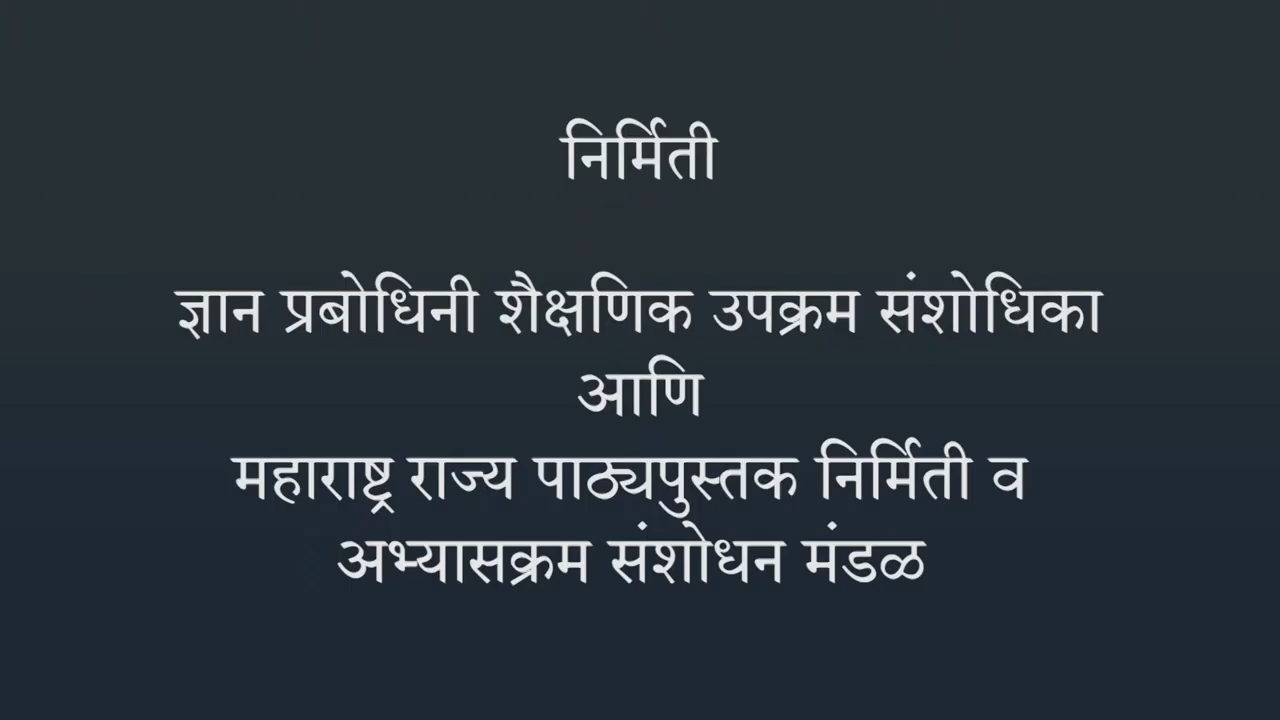 निर्मिती
ज्ञान प्रबोधिनी शैक्षणिक उपक्रम संशोधिका
आणि
महाराष्ट्र राज्य पाठ्यपुस्तक निर्मिती व
अभ्यासक्रम संशोधन मंडळ